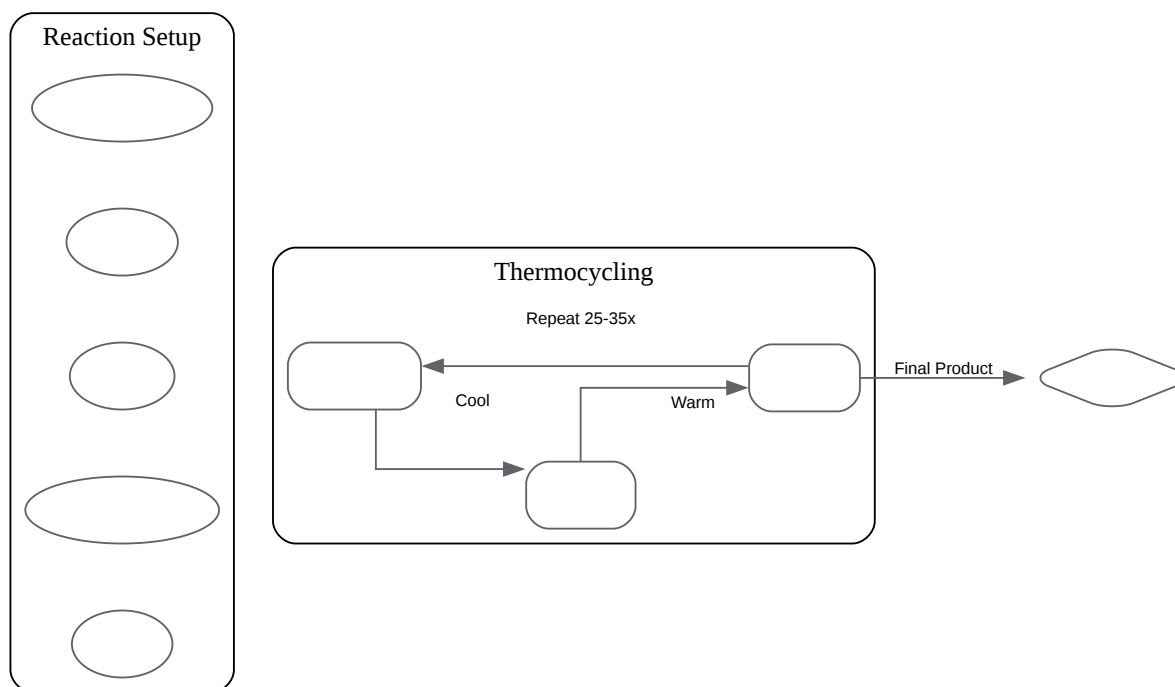 Reaction Setup
Thermocycling
Repeat 25-35x
Final Product
Cool
Warm